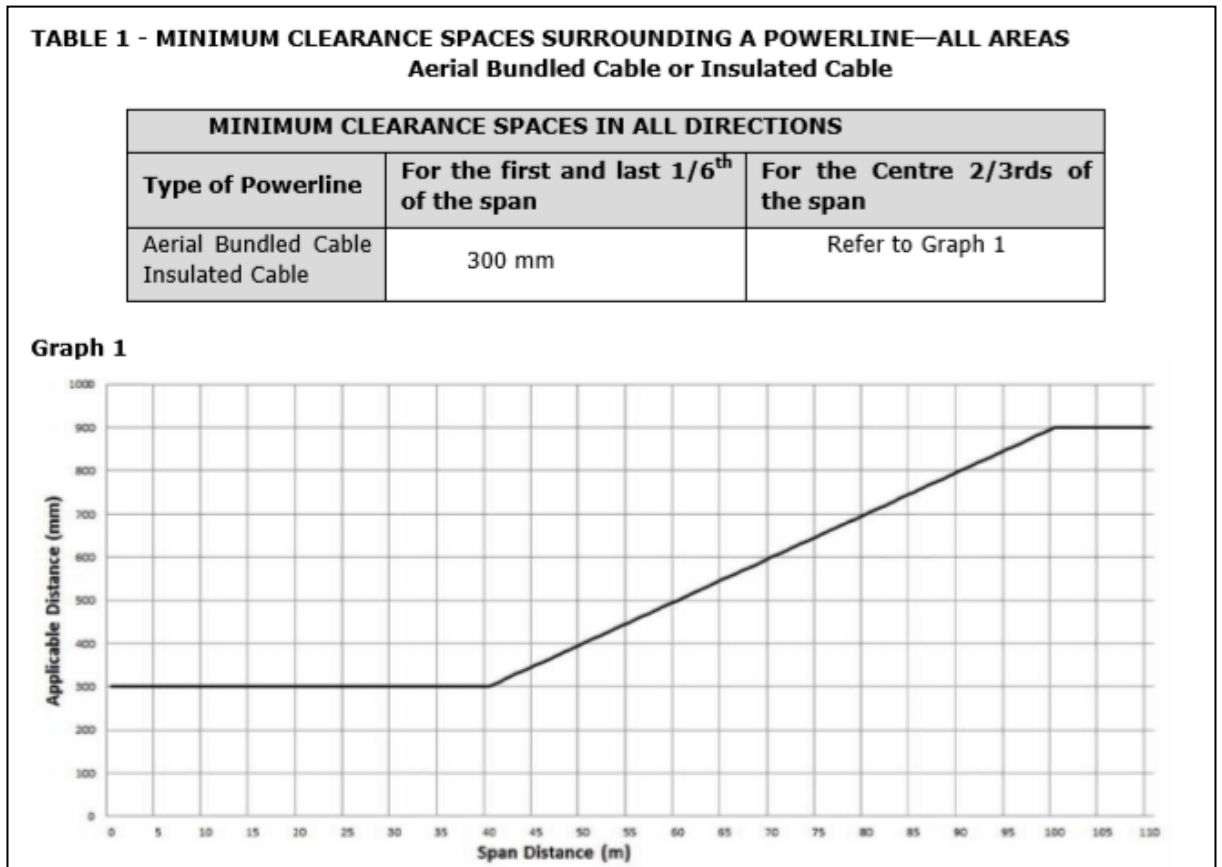 TABLE 1 - MINIMUM CLEARANCE SPACES SURROUNDING A POWERLINE—ALL AREAS
Aerial Bundled Cable or Insulated Cable
MINIMUM CLEARANCE SPACES IN ALL DIRECTIONS
Type of Powerline
For the first and last 1/6th
of the span
For the Centre 2/3rds of
the span
Aerial Bundled Cable
Insulated Cable
300 mm
Refer to Graph 1
Graph 1
Applicable Distance (mm)
1000
900
800
700
600
500
400
300
200
100
0
0 5 10 15 20 25 30 35 40 45 50 55 60 65 70 75 80 85 90 95 100 105 110
Span Distance (m)